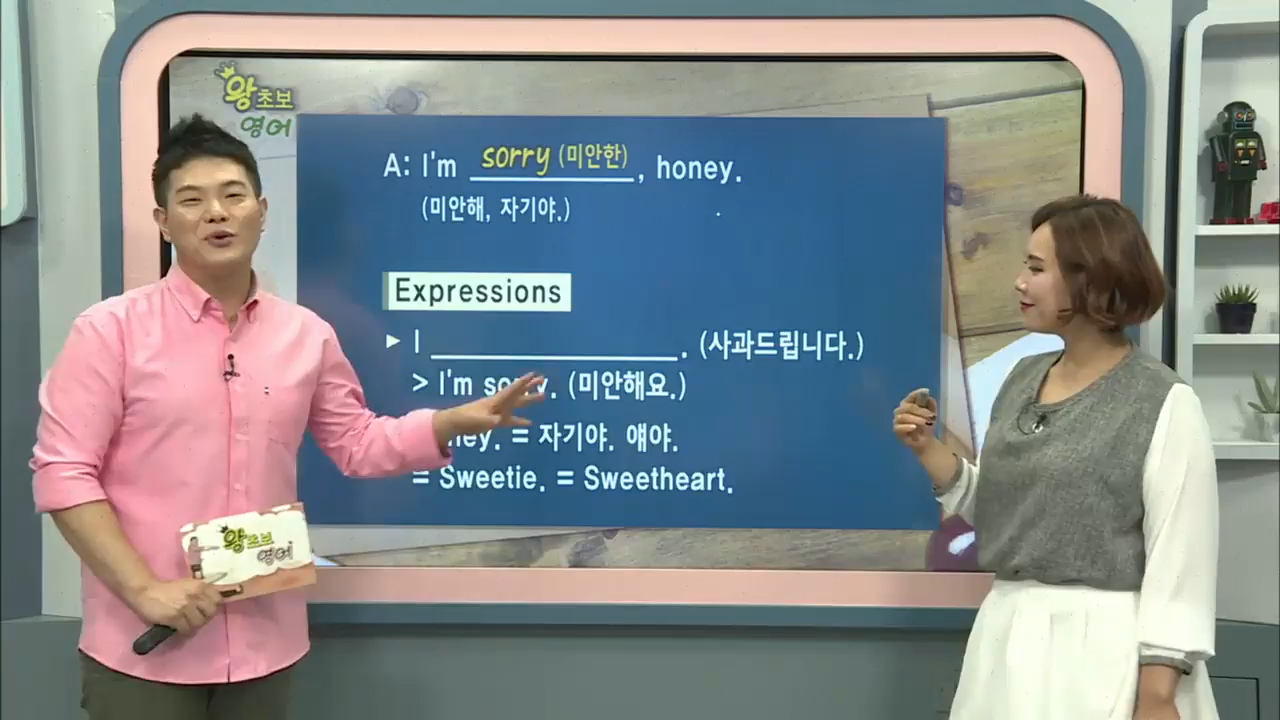 왕초보
영어
A: I'm sorry (미안한), honey.
(미안해, 자기야.)
Expressions
▶ I ____________. (사과드립니다.)
> I'm sorry. (미안해요.)
= 자기야. 얘야.
= Sweetie. = Sweetheart.
왕초보
영어